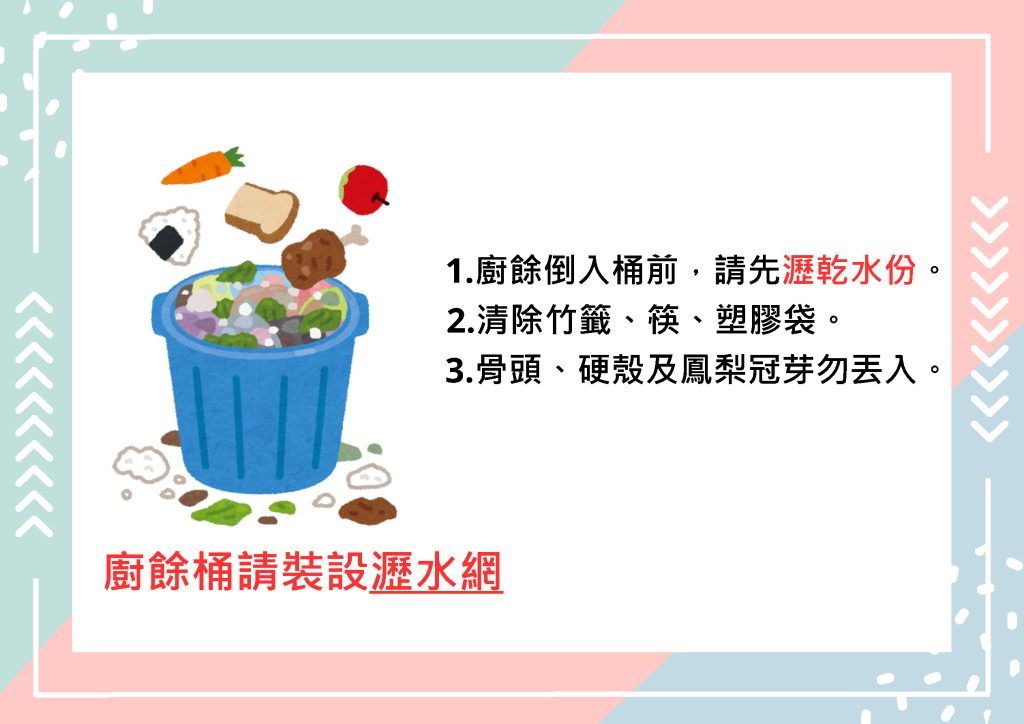 1.廚餘倒入桶前，請先瀝乾水份。
2.清除竹籤、筷、塑膠袋。
3.骨頭、硬殼及鳳梨冠芽勿丟入。
廚餘桶請裝設瀝水網